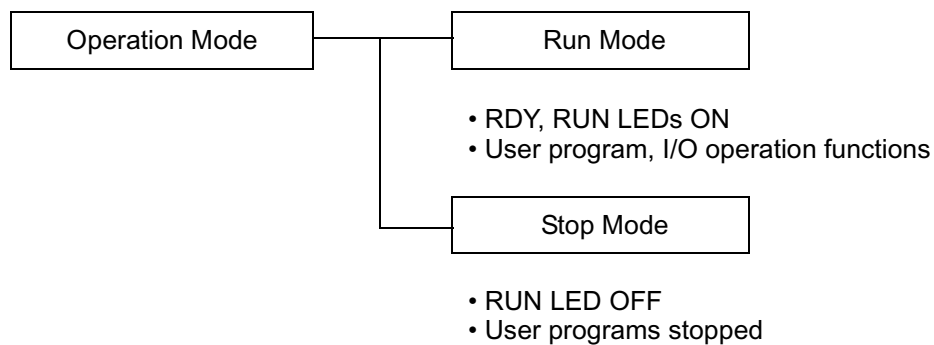 Operation Mode
Run Mode
• RDY, RUN LEDs ON
• User program, I/O operation functions
Stop Mode
• RUN LED OFF
• User programs stopped